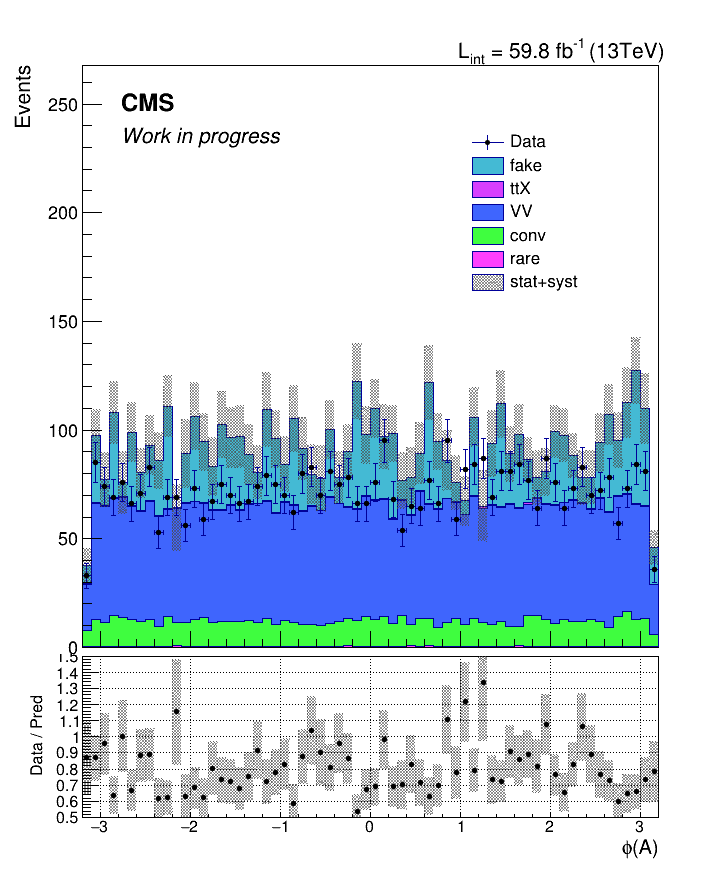 L_int = 59.8 fb^-1 (13TeV)
Events
CMS
Work in progress
Data
fake
ttX
VV
conv
rare
stat+syst
250
200
150
100
50
0
Data / Pred
1.5
1.4
1.3
1.2
1.1
1
0.9
0.8
0.7
0.6
0.5
−3 −2 −1 0 1 2 3
ϕ(A)